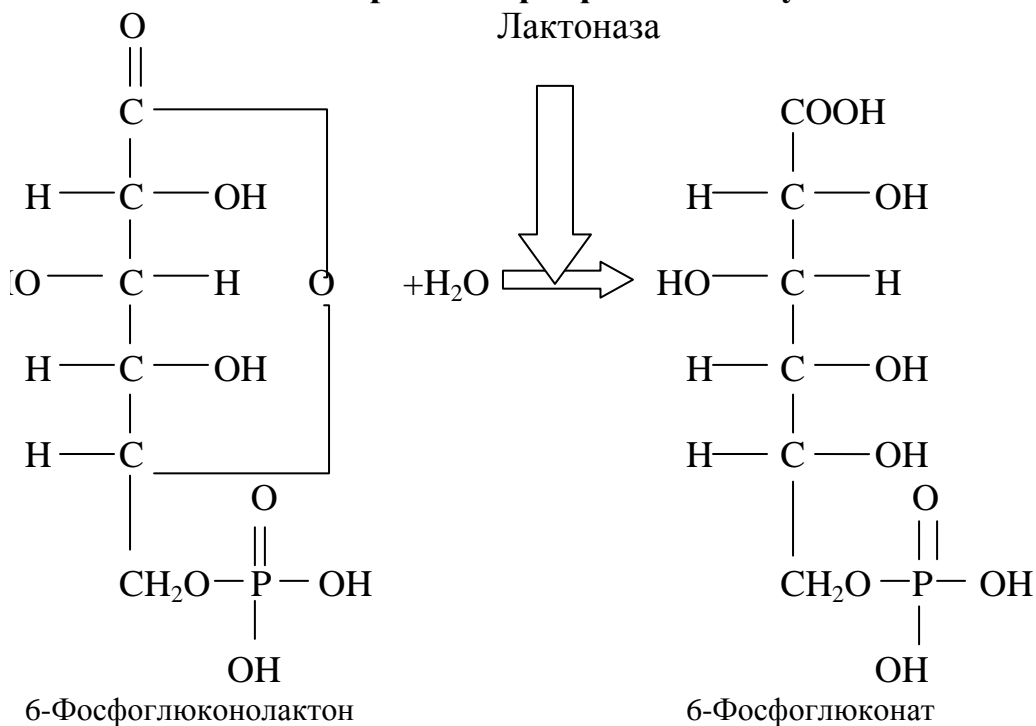 Лактоназа
O
C
COOH
H C OH
H C OH
C H O
+H₂O
HO C H
H C OH
H C OH
H C
H C OH
O
O
CH₂O P OH
CH₂O P OH
OH
OH
6-Фосфоглюконолактон
6-Фосфоглюконат